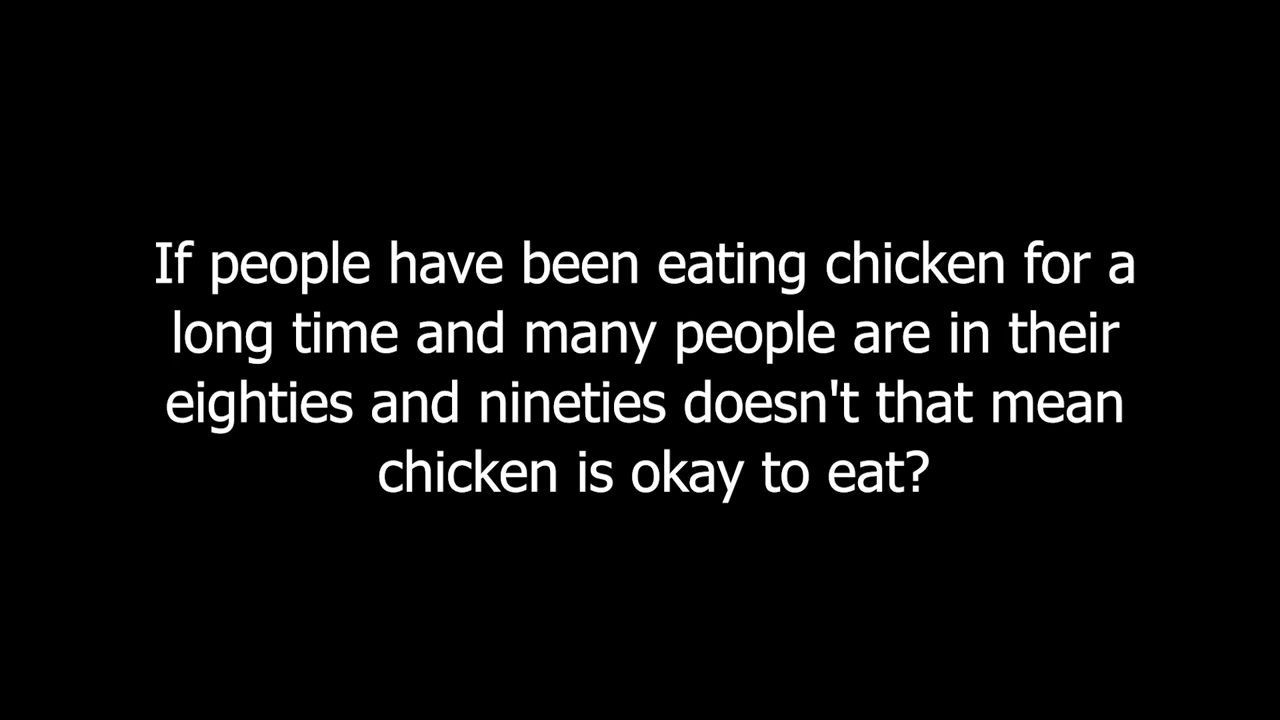 If people have been eating chicken for a
long time and many people are in their
eighties and nineties doesn't that mean
chicken is okay to eat?